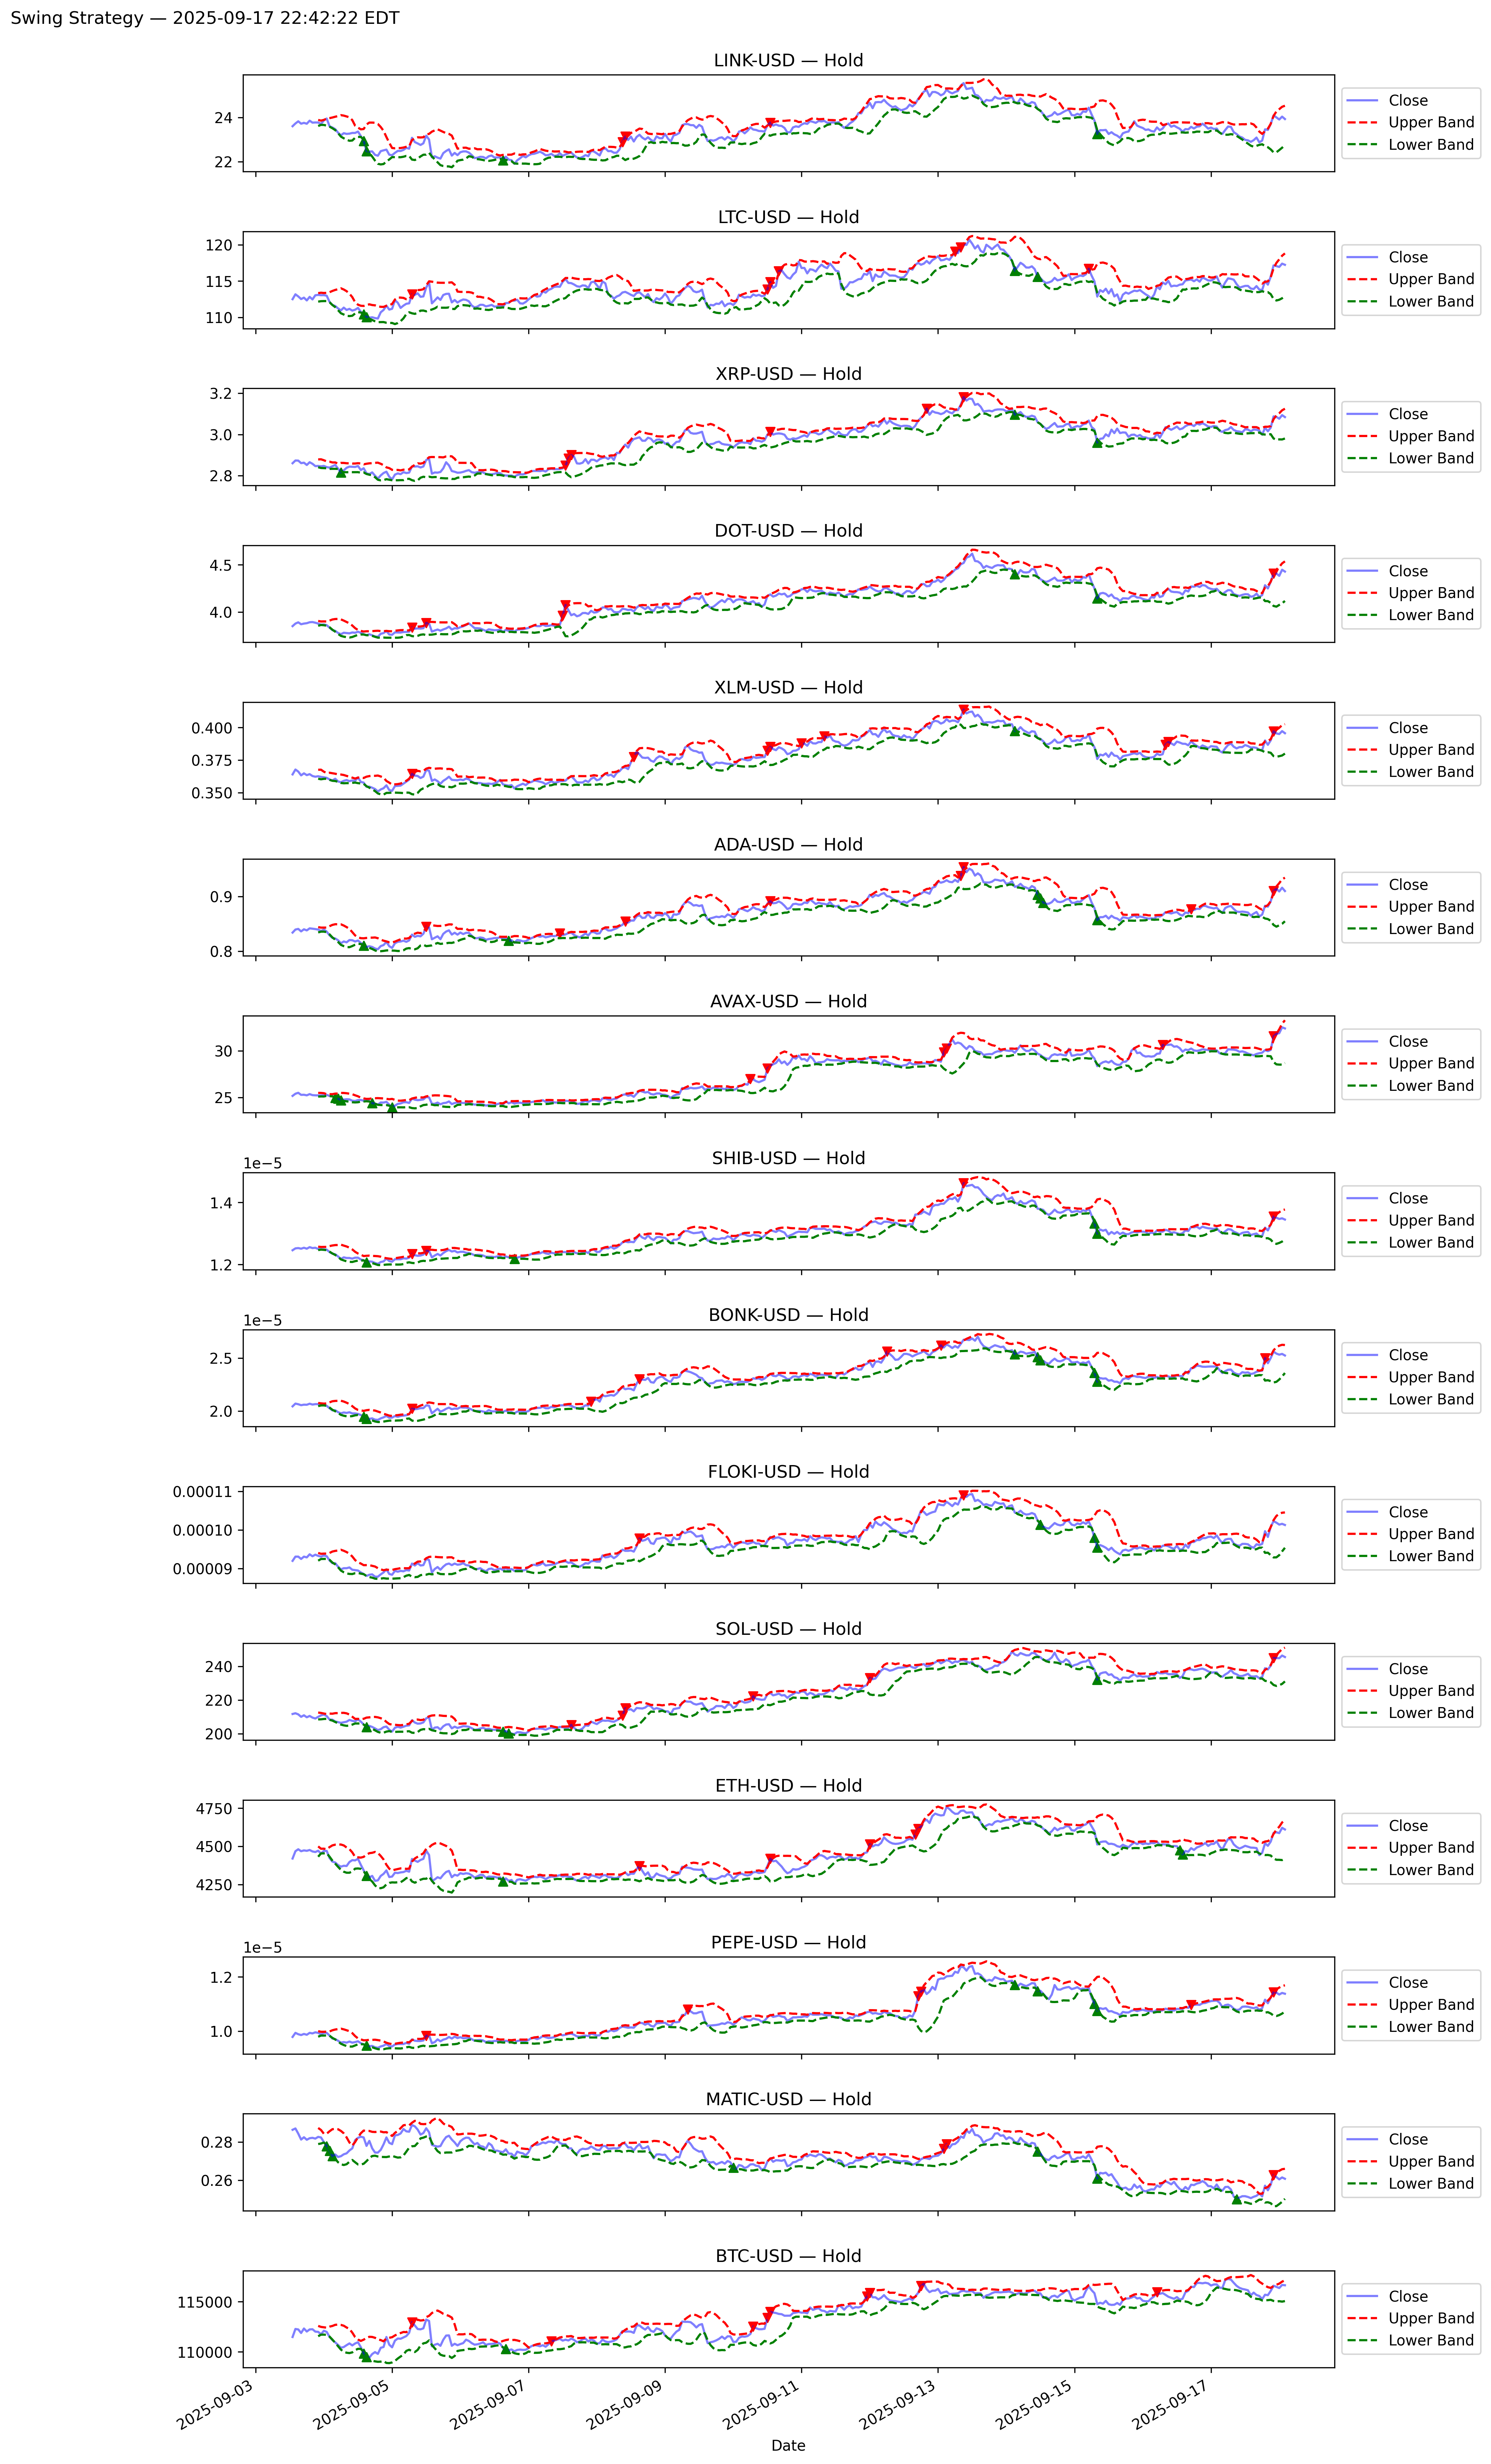 Swing Strategy — 2025-09-17 22:42:22 EDT
LINK-USD — Hold
24
22
Close
Upper Band
Lower Band
LTC-USD — Hold
120
115
110
Close
Upper Band
Lower Band
XRP-USD — Hold
3.2
3.0
2.8
Close
Upper Band
Lower Band
DOT-USD — Hold
4.5
4.0
Close
Upper Band
Lower Band
XLM-USD — Hold
0.400
0.375
0.350
Close
Upper Band
Lower Band
ADA-USD — Hold
0.9
0.8
Close
Upper Band
Lower Band
AVAX-USD — Hold
30
25
Close
Upper Band
Lower Band
SHIB-USD — Hold
1e−5
1.4
1.2
Close
Upper Band
Lower Band
BONK-USD — Hold
1e−5
2.5
2.0
Close
Upper Band
Lower Band
FLOKI-USD — Hold
0.00011
0.00010
0.00009
Close
Upper Band
Lower Band
SOL-USD — Hold
240
220
200
Close
Upper Band
Lower Band
ETH-USD — Hold
4750
4500
4250
Close
Upper Band
Lower Band
PEPE-USD — Hold
1e−5
1.2
1.0
Close
Upper Band
Lower Band
MATIC-USD — Hold
0.28
0.26
Close
Upper Band
Lower Band
BTC-USD — Hold
115000
110000
Close
Upper Band
Lower Band
2025-09-03
2025-09-05
2025-09-07
2025-09-09
2025-09-11
2025-09-13
2025-09-15
2025-09-17
Date